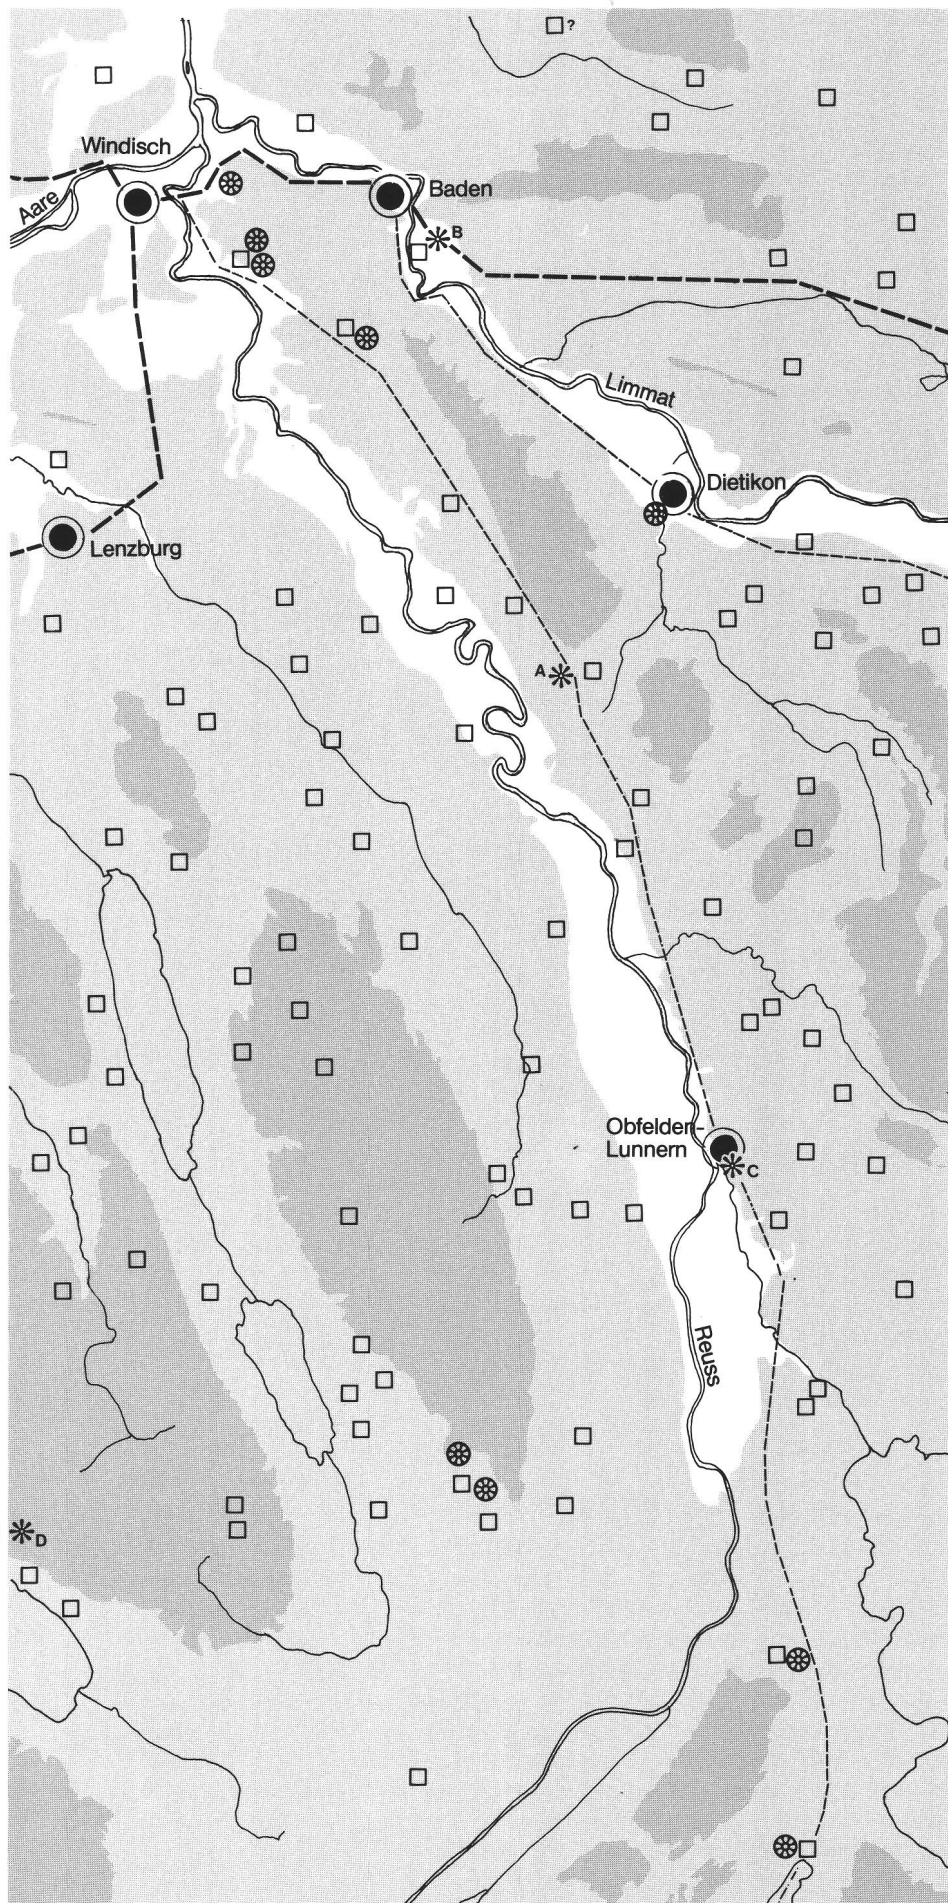 ?
Windisch
Aare
Baden
B
Limmat
Dietikon
Lenzburg
A
Obfelden-
Lunnern
C
Reuss
D